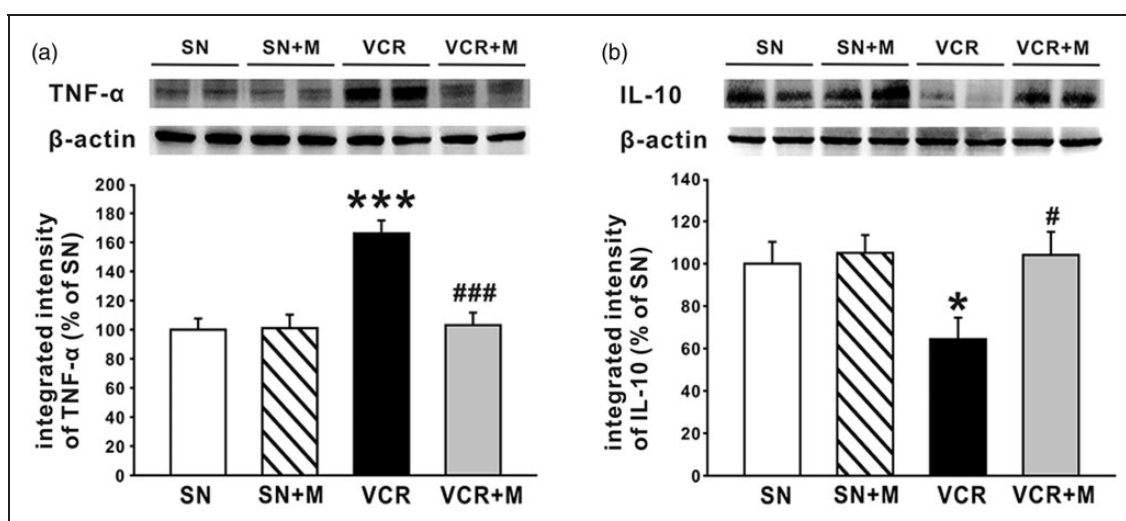 (a)
SN SN+M VCR VCR+M
TNF-α
β-actin
integrated intensity
of TNF-α (% of SN)
200
180
160
140
120
100
80
60
40
20
0
***
###
SN SN+M VCR VCR+M
(b)
SN SN+M VCR VCR+M
IL-10
β-actin
integrated intensity
of IL-10 (% of SN)
140
120
100
80
60
40
20
0
*
#
SN SN+M VCR VCR+M